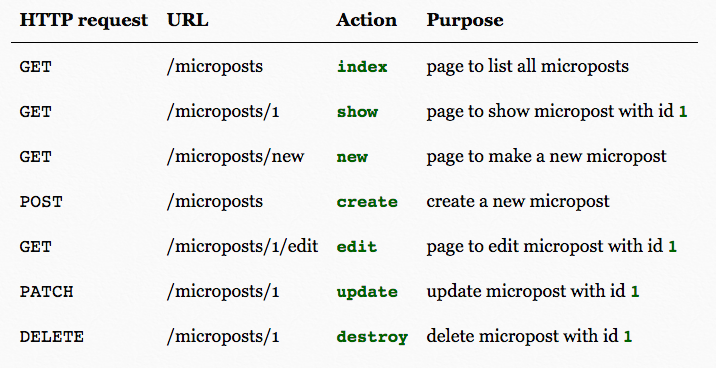 HTTP request URL Action Purpose
GET /microposts index page to list all microposts
GET /microposts/1 show page to show micropost with id 1
GET /microposts/new new page to make a new micropost
POST /microposts create create a new micropost
GET /microposts/1/edit edit page to edit micropost with id 1
PATCH /microposts/1 update update micropost with id 1
DELETE /microposts/1 destroy delete micropost with id 1